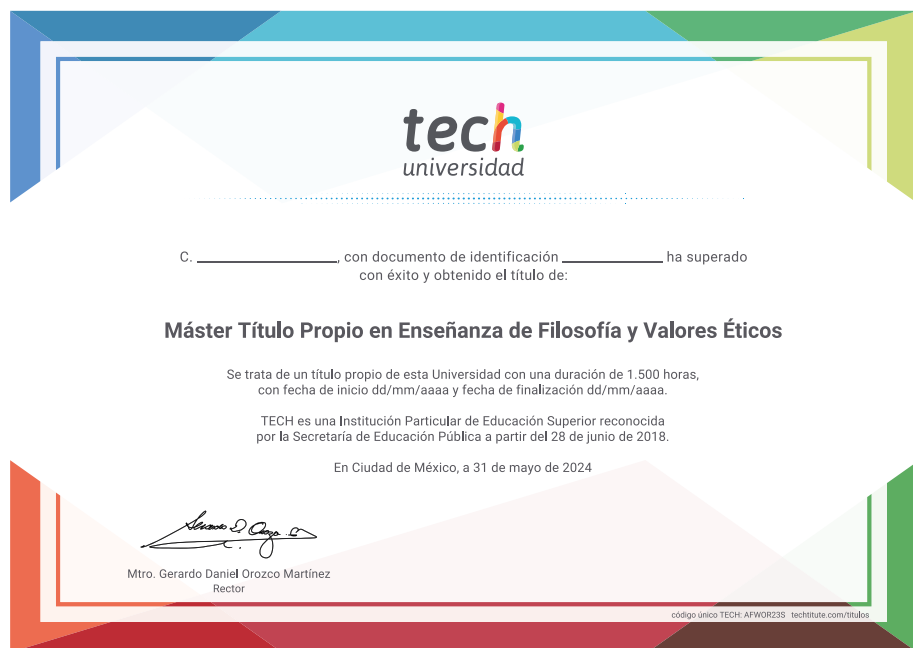 tech
universidad
C. ____________________, con documento de identificación ______________ ha superado
con éxito y obtenido el título de:
Máster Título Propio en Enseñanza de Filosofía y Valores Éticos
Se trata de un título propio de esta Universidad con una duración de 1.500 horas,
con fecha de inicio dd/mm/aaaa y fecha de finalización dd/mm/aaaa.
TECH es una Institución Particular de Educación Superior reconocida
por la Secretaría de Educación Pública a partir del 28 de junio de 2018.
En Ciudad de México, a 31 de mayo de 2024
Mtro. Gerardo Daniel Orozco Martínez
Rector
código único TECH: AFWOR23S techtitute.com/titulos